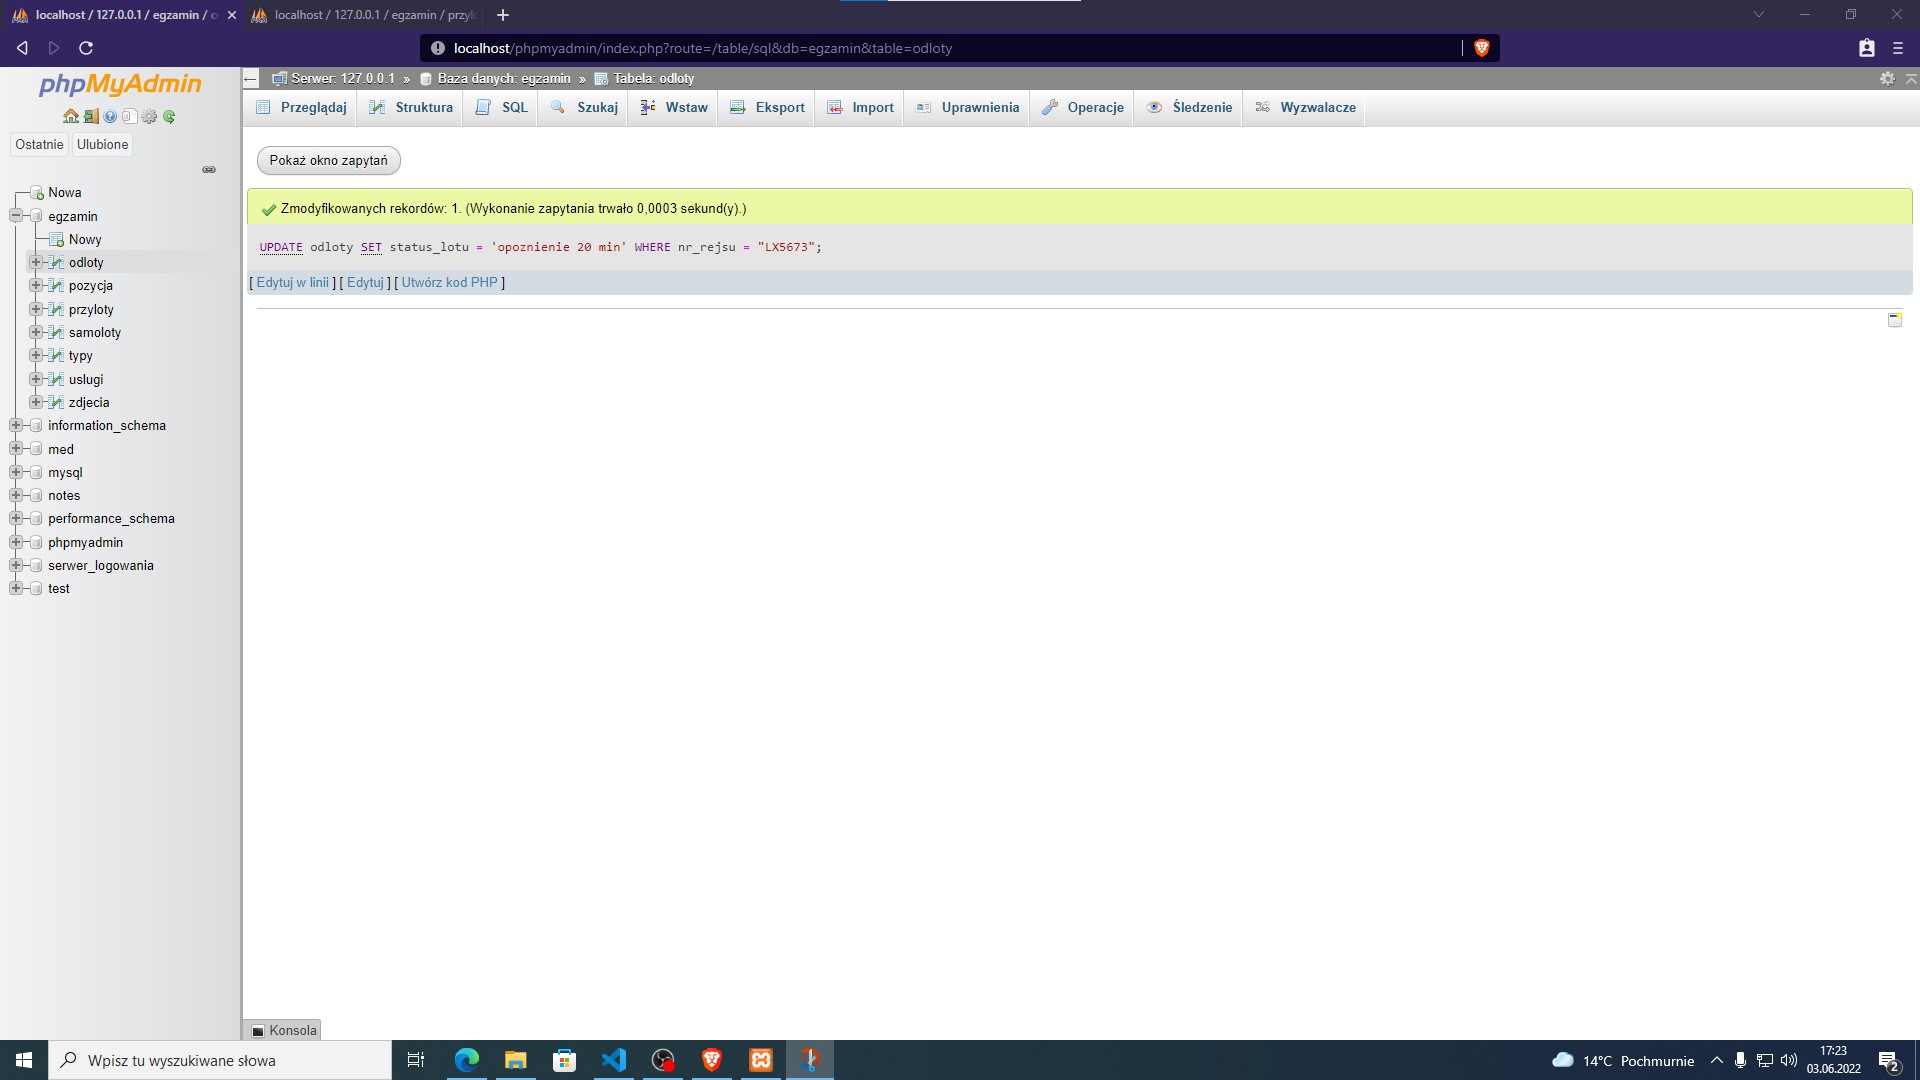 localhost / 127.0.0.1 / egzamin / o
localhost / 127.0.0.1 / egzamin / przyl
localhost/phpmyadmin/index.php?route=/table/sql&db=egzamin&table=odloty
phpMyAdmin
Ostatnie
Ulubione
Nowa
egzamin
Nowy
odloty
pozycja
przyloty
samoloty
typy
uslugi
zdjecia
information_schema
med
mysql
notes
performance_schema
phpmyadmin
serwer_logowania
test
Serwer: 127.0.0.1 » Baza danych: egzamin » Tabela: odloty
Przeglądaj
Struktura
SQL
Szukaj
Wstaw
Eksport
Import
Uprawnienia
Operacje
Śledzenie
Wyzwalacze
Pokaż okno zapytań
Zmodyfikowanych rekordów: 1. (Wykonanie zapytania trwało 0,0003 sekund(y).)
UPDATE odloty SET status_lotu = 'opoznienie 20 min' WHERE nr_rejsu = "LX5673";
[ Edytuj w linii ] [ Edytuj ] [ Utwórz kod PHP ]
Konsola
Wpisz tu wyszukiwane słowa
14°C Pochmurnie
17:23
03.06.2022
2